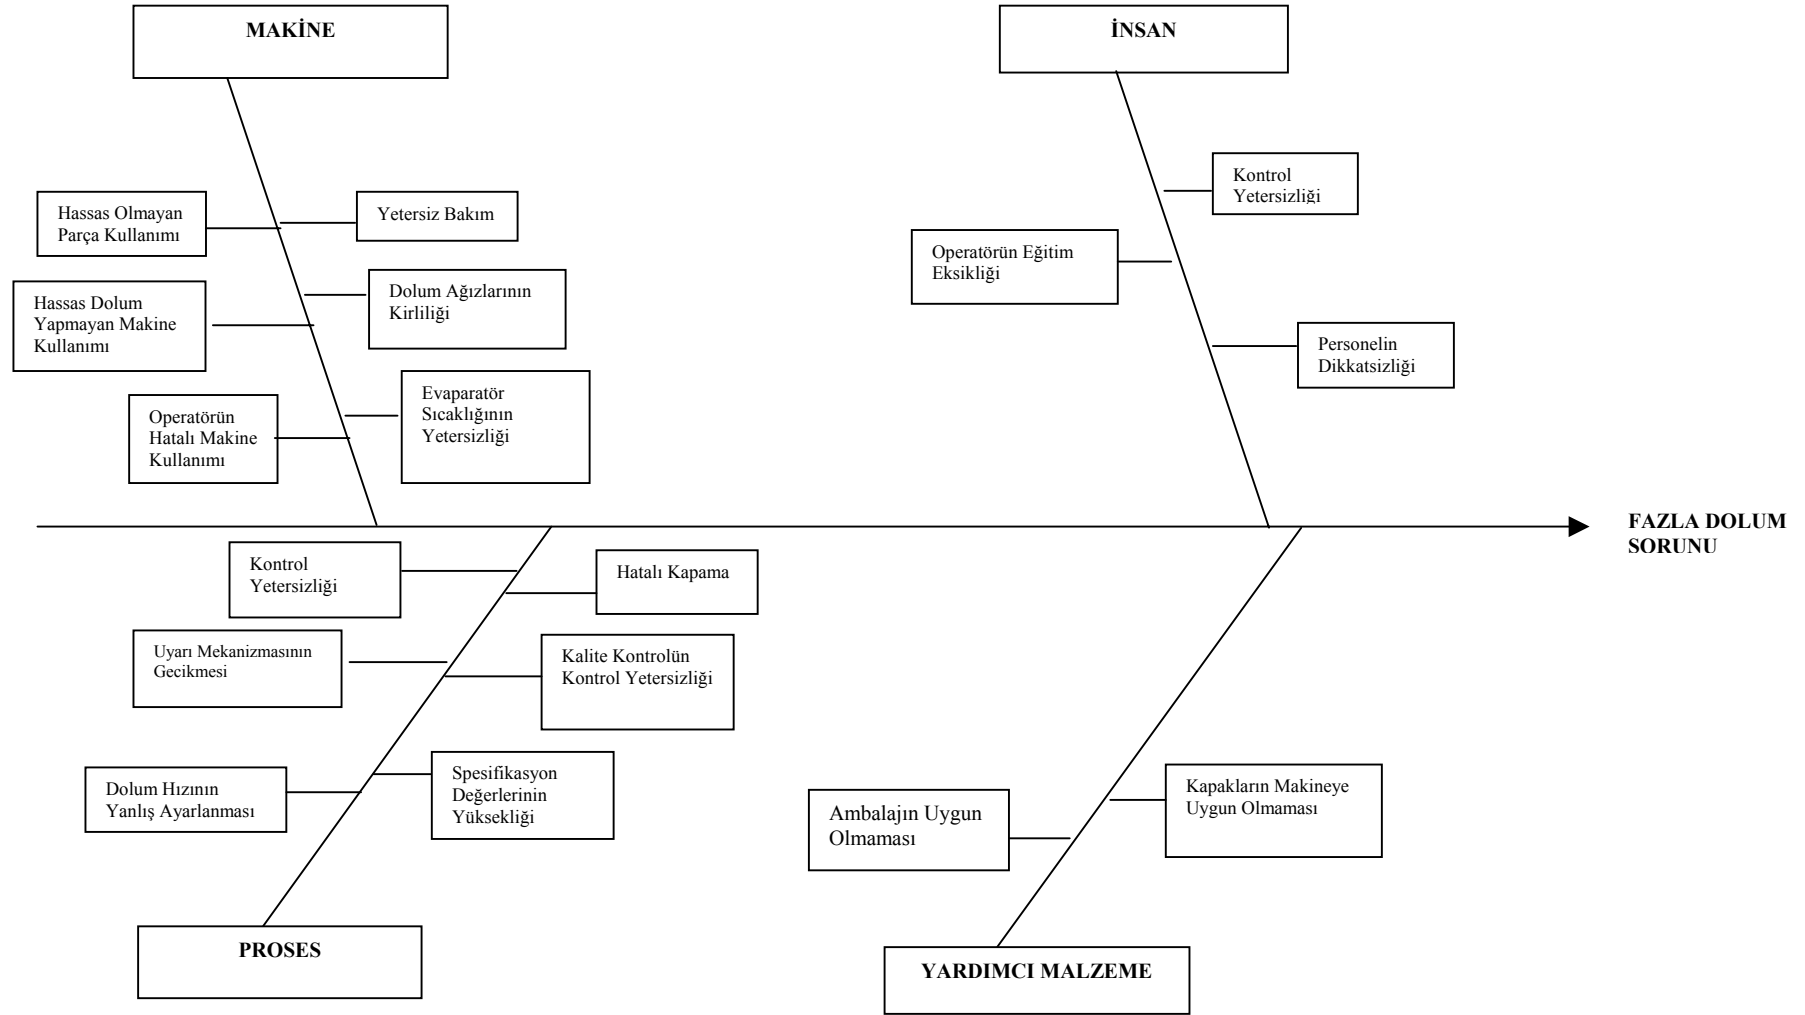 MAKİNE
İNSAN
Kontrol
Yetersizliği
Hassas Olmayan
Parça Kullanımı
Yetersiz Bakım
Operatörün Eğitim
Eksikliği
Hassas Dolum
Yapmayan Makine
Kullanımı
Dolum Ağızlarının
Kirliliği
Personelin
Dikkatsizliği
Operatörün
Hatalı Makine
Kullanımı
Evaparatör
Sıcaklığının
Yetersizliği
FAZLA DOLUM
SORUNU
Kontrol
Yetersizliği
Hatalı Kapama
Uyarı Mekanizmasının
Gecikmesi
Kalite Kontrolün
Kontrol Yetersizliği
Dolum Hızının
Yanlış Ayarlanması
Spesifikasyon
Değerlerinin
Yüksekliği
Ambalajın Uygun
Olmaması
Kapakların Makineye
Uygun Olmaması
PROSES
YARDIMCI MALZEME